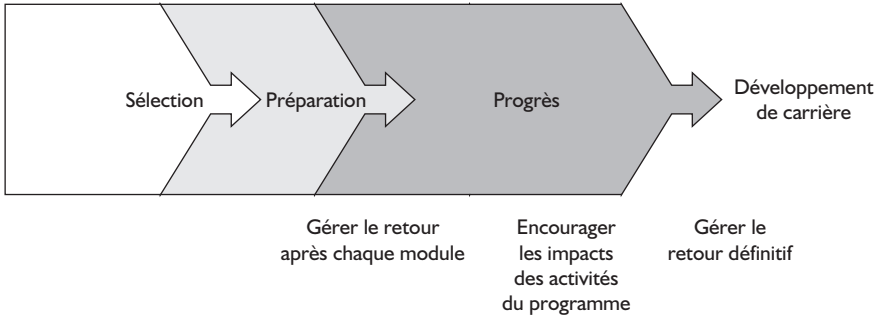 Sélection
Préparation
Progrès
Développement
de carrière
Gérer le retour
après chaque module
Encourager
les impacts
des activités
du programme
Gérer le
retour définitif